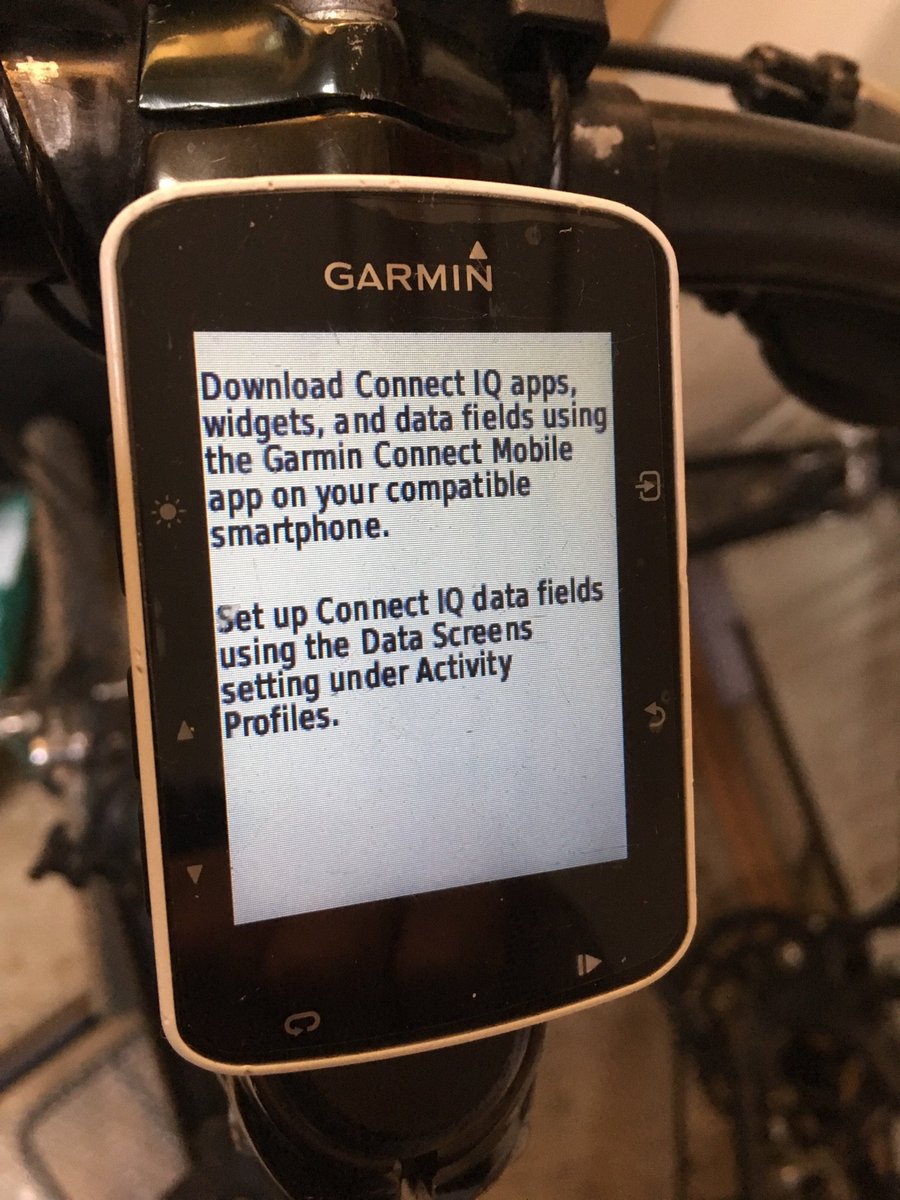 GARMIN
Download Connect IQ apps,
widgets, and data fields using
the Garmin Connect Mobile
app on your compatible
smartphone.
Set up Connect IQ data fields
using the Data Screens
setting under Activity
Profiles.